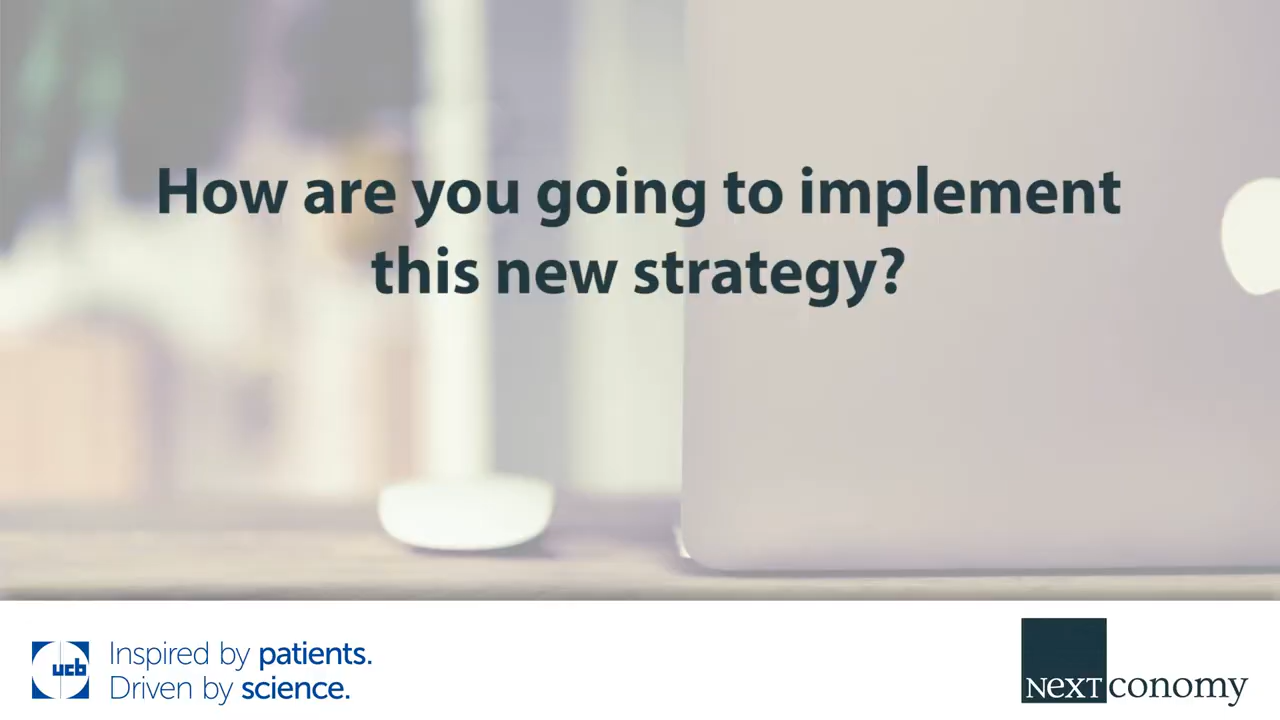 How are you going to implement
this new strategy?
ucb
Inspired by patients.
Driven by science.
NEXTconomy